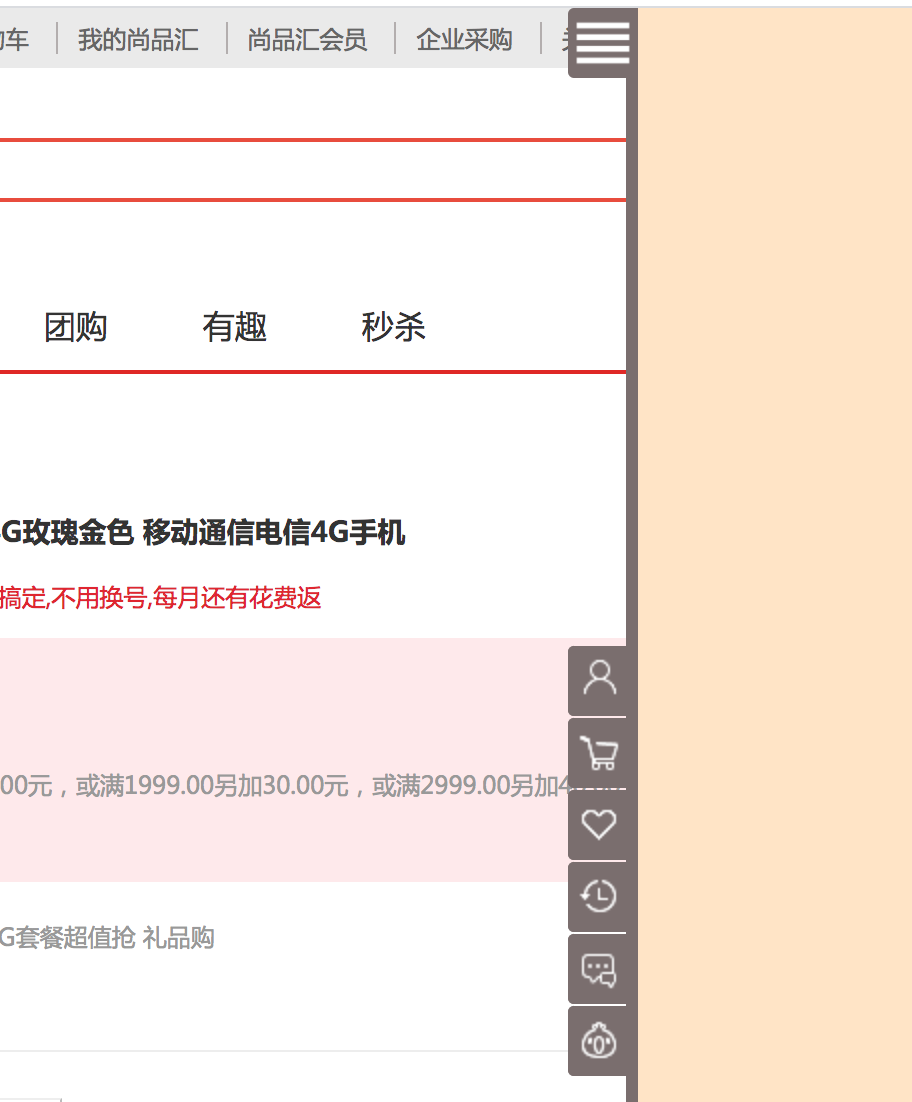 车 我的尚品汇 尚品汇会员 企业采购
团购 有趣 秒杀
G玫瑰金色 移动通信电信4G手机
搞定,不用换号,每月还有花费返
00元，或满1999.00另加30.00元，或满2999.00另加4
G套餐超值抢 礼品购